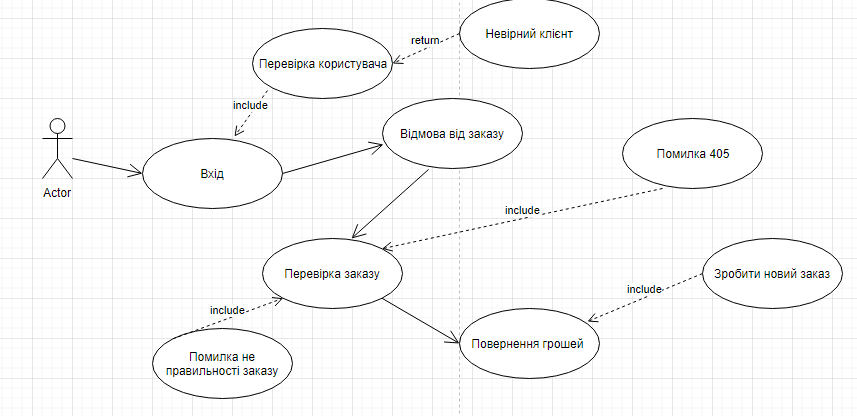 Невірний клієнт
return
Перевірка користувача
include
Відмова від заказу
Помилка 405
Вхід
Actor
include
Перевірка заказу
Зробити новий заказ
include
include
Повернення грошей
Помилка не
правильності заказу